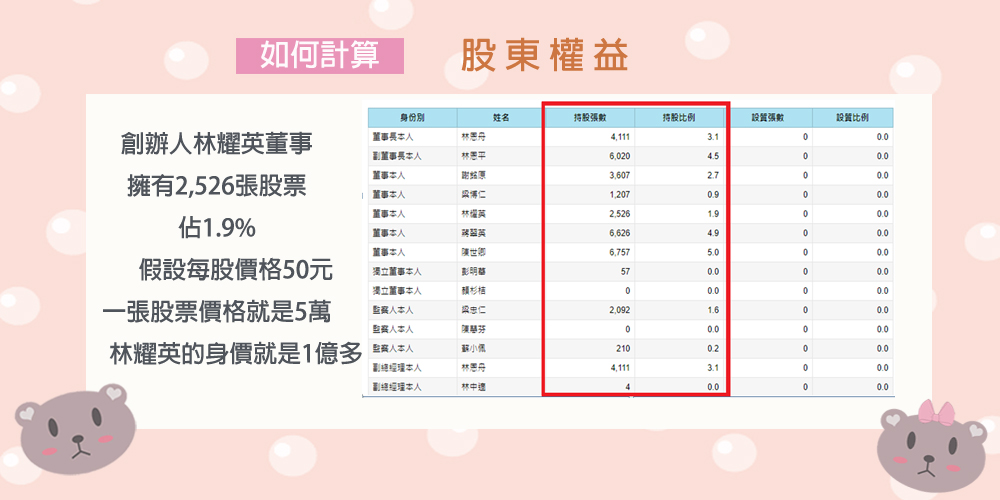 如何計算 股東權益
創辦人林耀英董事
擁有2,526張股票
佔1.9%
假設每股價格50元
一張股票價格就是5萬
林耀英的身價就是1億多
身份別 姓名 持股張數 持股比例 設質張數 設質比例
董事長本人 林恩舟 4,111 3.1 0 0.0
副董事長本人 林恩平 6,020 4.5 0 0.0
董事本人 謝銘原 3,607 2.7 0 0.0
董事本人 梁博仁 1,207 0.9 0 0.0
董事本人 林耀英 2,526 1.9 0 0.0
董事本人 蔣翠英 6,626 4.9 0 0.0
董事本人 陳世卿 6,757 5.0 0 0.0
獨立董事本人 彭明華 57 0.0 0 0.0
獨立董事本人 顏杉桔 0 0.0 0 0.0
監察人本人 梁忠仁 2,092 1.6 0 0.0
監察人本人 陳慧芬 0 0.0 0 0.0
監察人本人 蘇小佩 210 0.2 0 0.0
副總經理本人 林恩舟 4,111 3.1 0 0.0
副總經理本人 林中逵 4 0.0 0 0.0